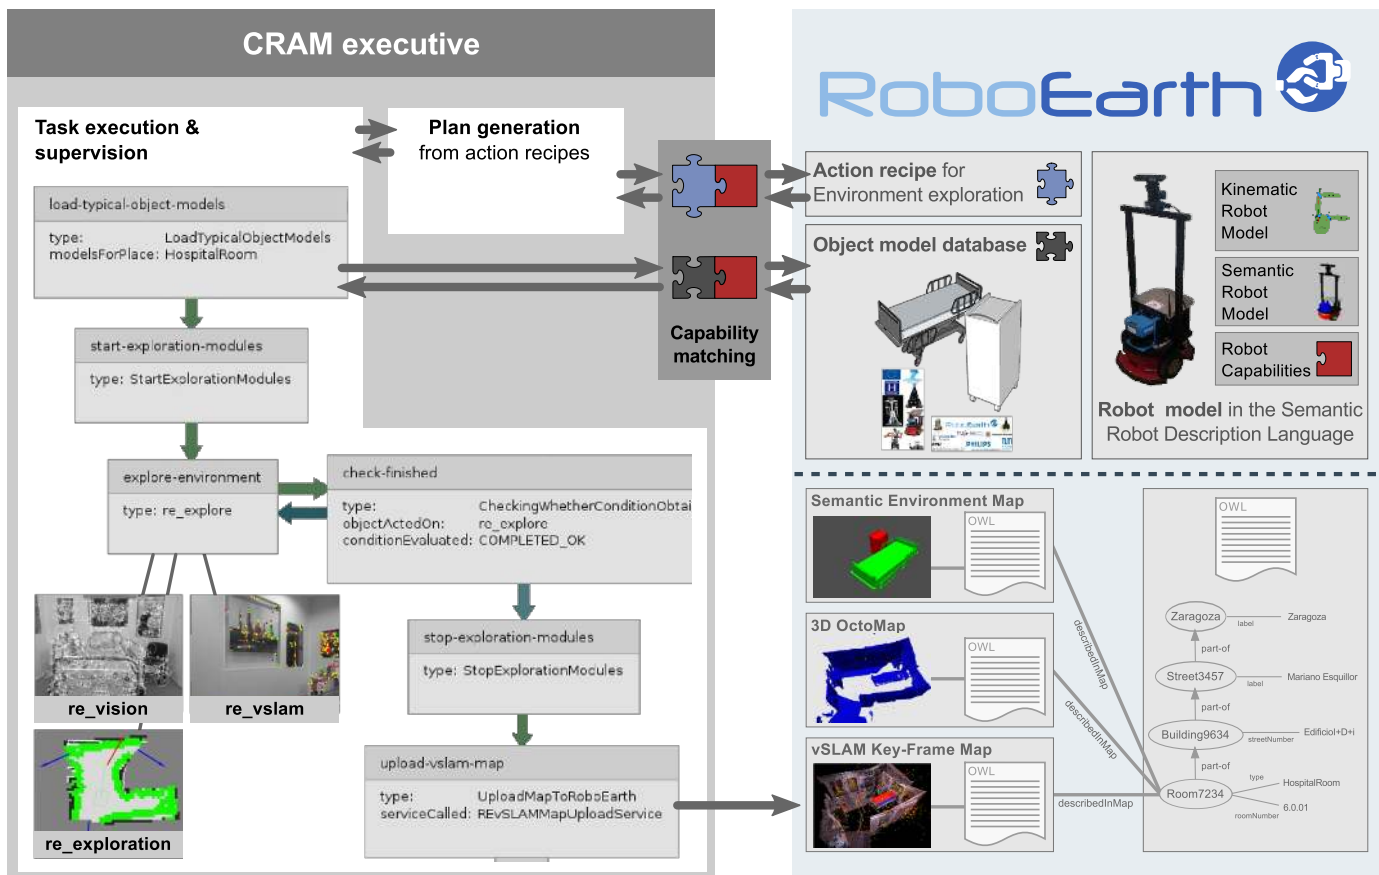 CRAM executive
Task execution &
supervision
Plan generation
from action recipes
load-typical-object-models
type: LoadTypicalObjectModels
modelsForPlace: HospitalRoom
start-exploration-modules
type: StartExplorationModules
explore-environment
type: re_explore
check-finished
type: CheckingWhetherConditionObtai
objectActedOn: re_explore
conditionEvaluated: COMPLETED_OK
stop-exploration-modules
type: StopExplorationModules
upload-vslam-map
type: UploadMapToRoboEarth
serviceCalled: REvSLAMMapUploadService
re_vision
re_vslam
re_exploration
Capability
matching
RoboEarth
Action recipe for
Environment exploration
Object model database
H
RoboEarth
PHILIPS
Kinematic
Robot
Model
Semantic
Robot
Model
Robot
Capabilities
Robot model in the Semantic
Robot Description Language
Semantic Environment Map
OWL
3D OctoMap
OWL
vSLAM Key-Frame Map
OWL
describedInMap
describedInMap
describedInMap
OWL
Zaragoza
label
Zaragoza
part-of
Street3457
label
Mariano Esquillor
part-of
Building9634
streetNumber
EdificioI+D+i
part-of
Room7234
type
HospitalRoom
roomNumber
6.0.01